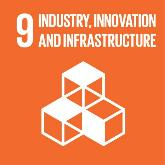 9 INDUSTRY, INNOVATION
AND INFRASTRUCTURE